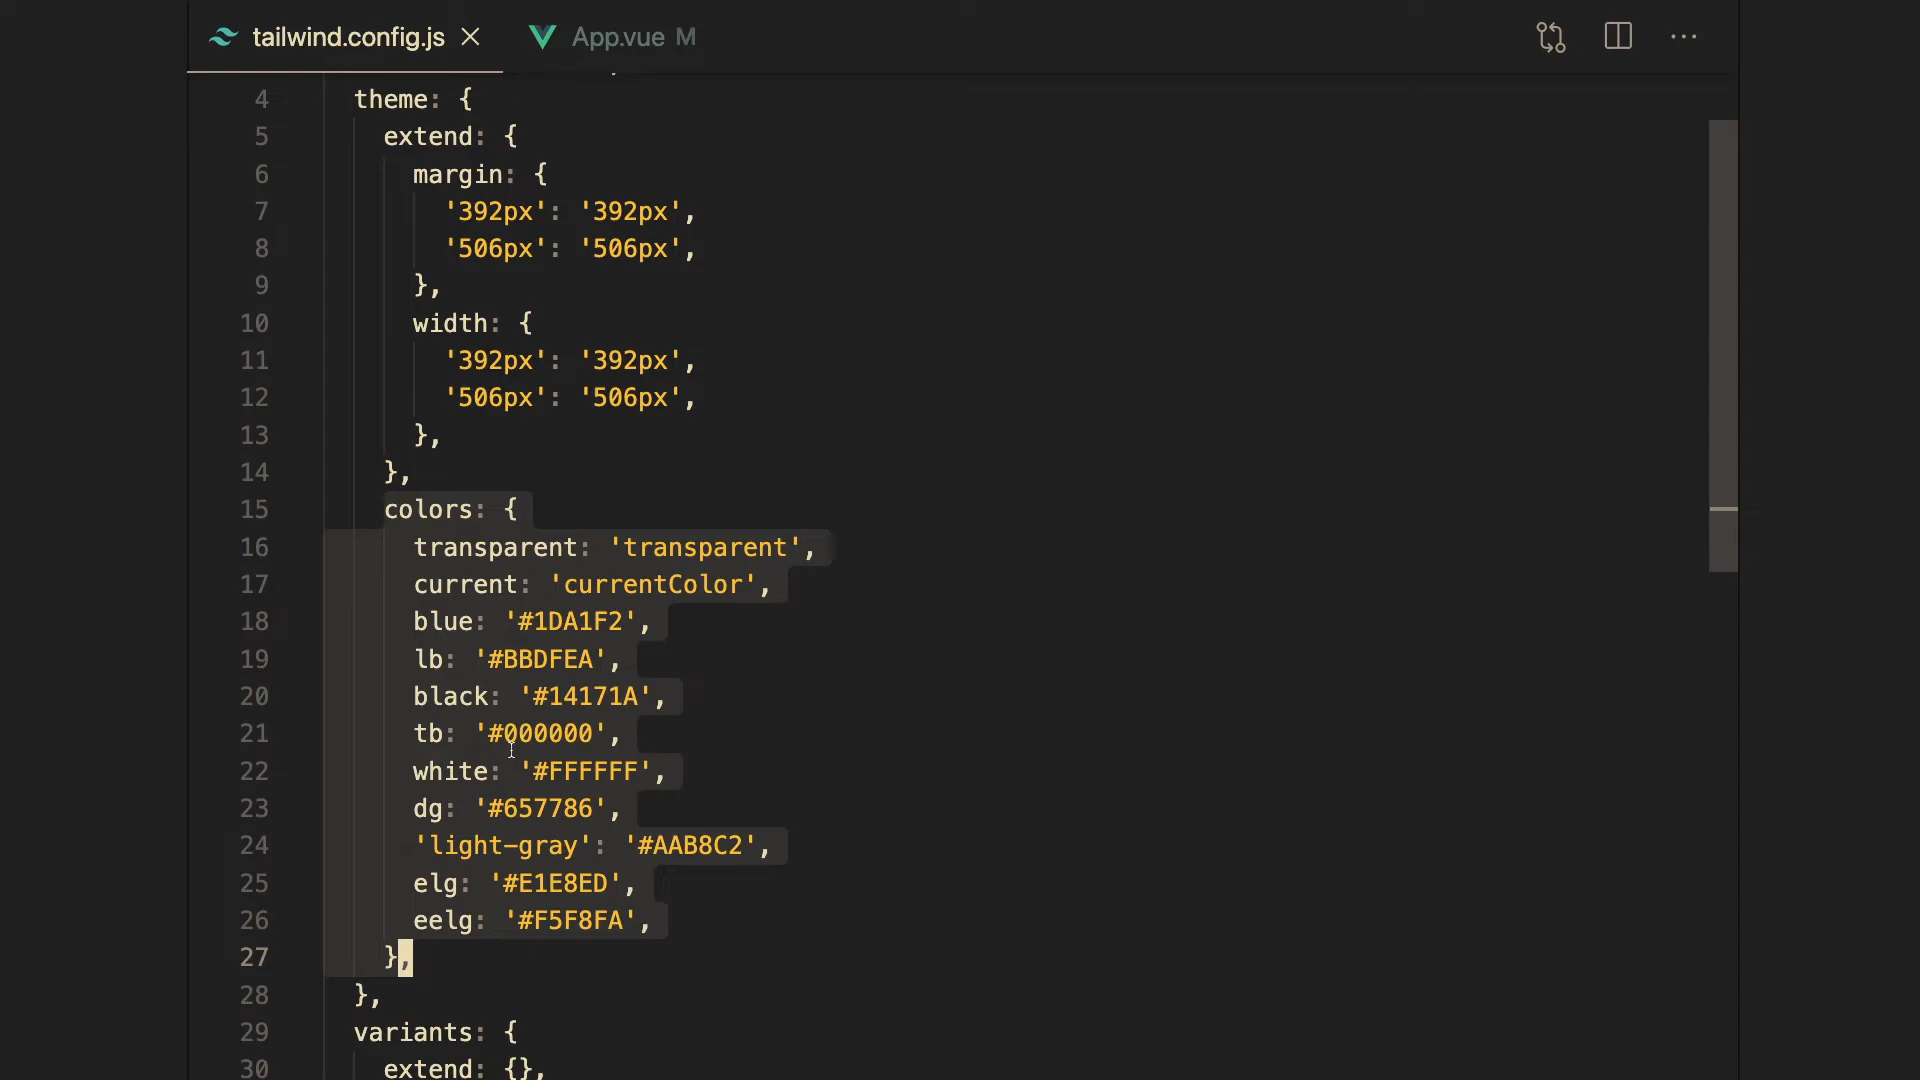 tailwind.config.js
App.vue M
4 theme: {
5 extend: {
6 margin: {
7 '392px': '392px',
8 '506px': '506px',
9 },
10 width: {
11 '392px': '392px',
12 '506px': '506px',
13 },
14 },
15 colors: {
16 transparent: 'transparent',
17 current: 'currentColor',
18 blue: '#1DA1F2',
19 lb: '#BBDFEA',
20 black: '#14171A',
21 tb: '#000000',
22 white: '#FFFFFF',
23 dg: '#657786',
24 'light-gray': '#AAB8C2',
25 elg: '#E1E8ED',
26 eelg: '#F5F8FA',
27 },
28 },
29 variants: {
30 extend: {},